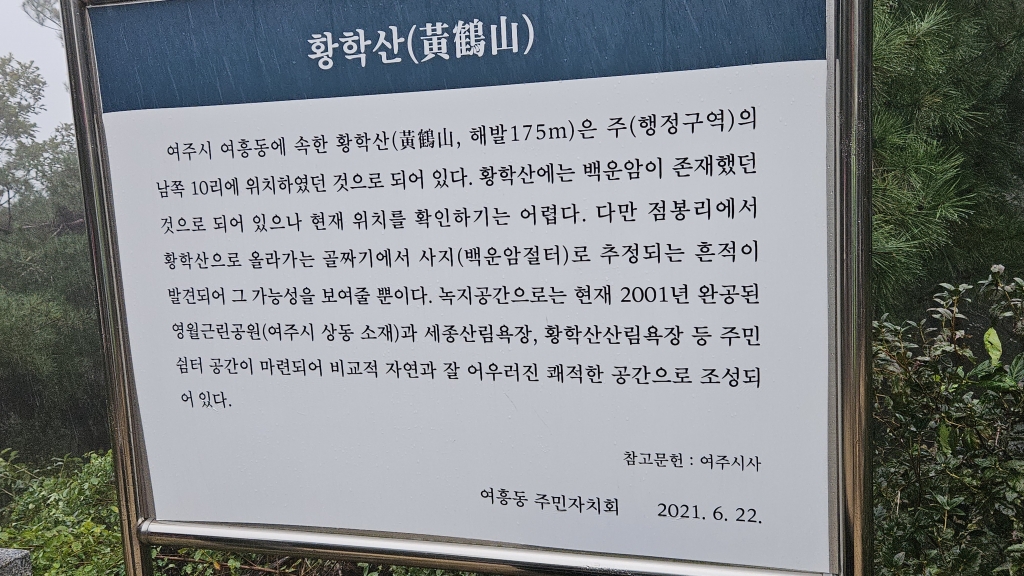 황학산(黃鶴山)
여주시 여흥동에 속한 황학산(黃鶴山, 해발175m)은 주(행정구역)의
남쪽 10리에 위치하였던 것으로 되어 있다. 황학산에는 백운암이 존재했던
것으로 되어 있으나 현재 위치를 확인하기는 어렵다. 다만 점봉리에서
황학산으로 올라가는 골짜기에서 사지(백운암절터)로 추정되는 흔적이
발견되어 그 가능성을 보여줄 뿐이다. 녹지공간으로는 현재 2001년 완공된
영월근린공원(여주시 상동 소재)과 세종산림욕장, 황학산산림욕장 등 주민
쉼터 공간이 마련되어 비교적 자연과 잘 어우러진 쾌적한 공간으로 조성되
어 있다.
참고문헌 : 여주시사
여흥동 주민자치회 2021. 6. 22.